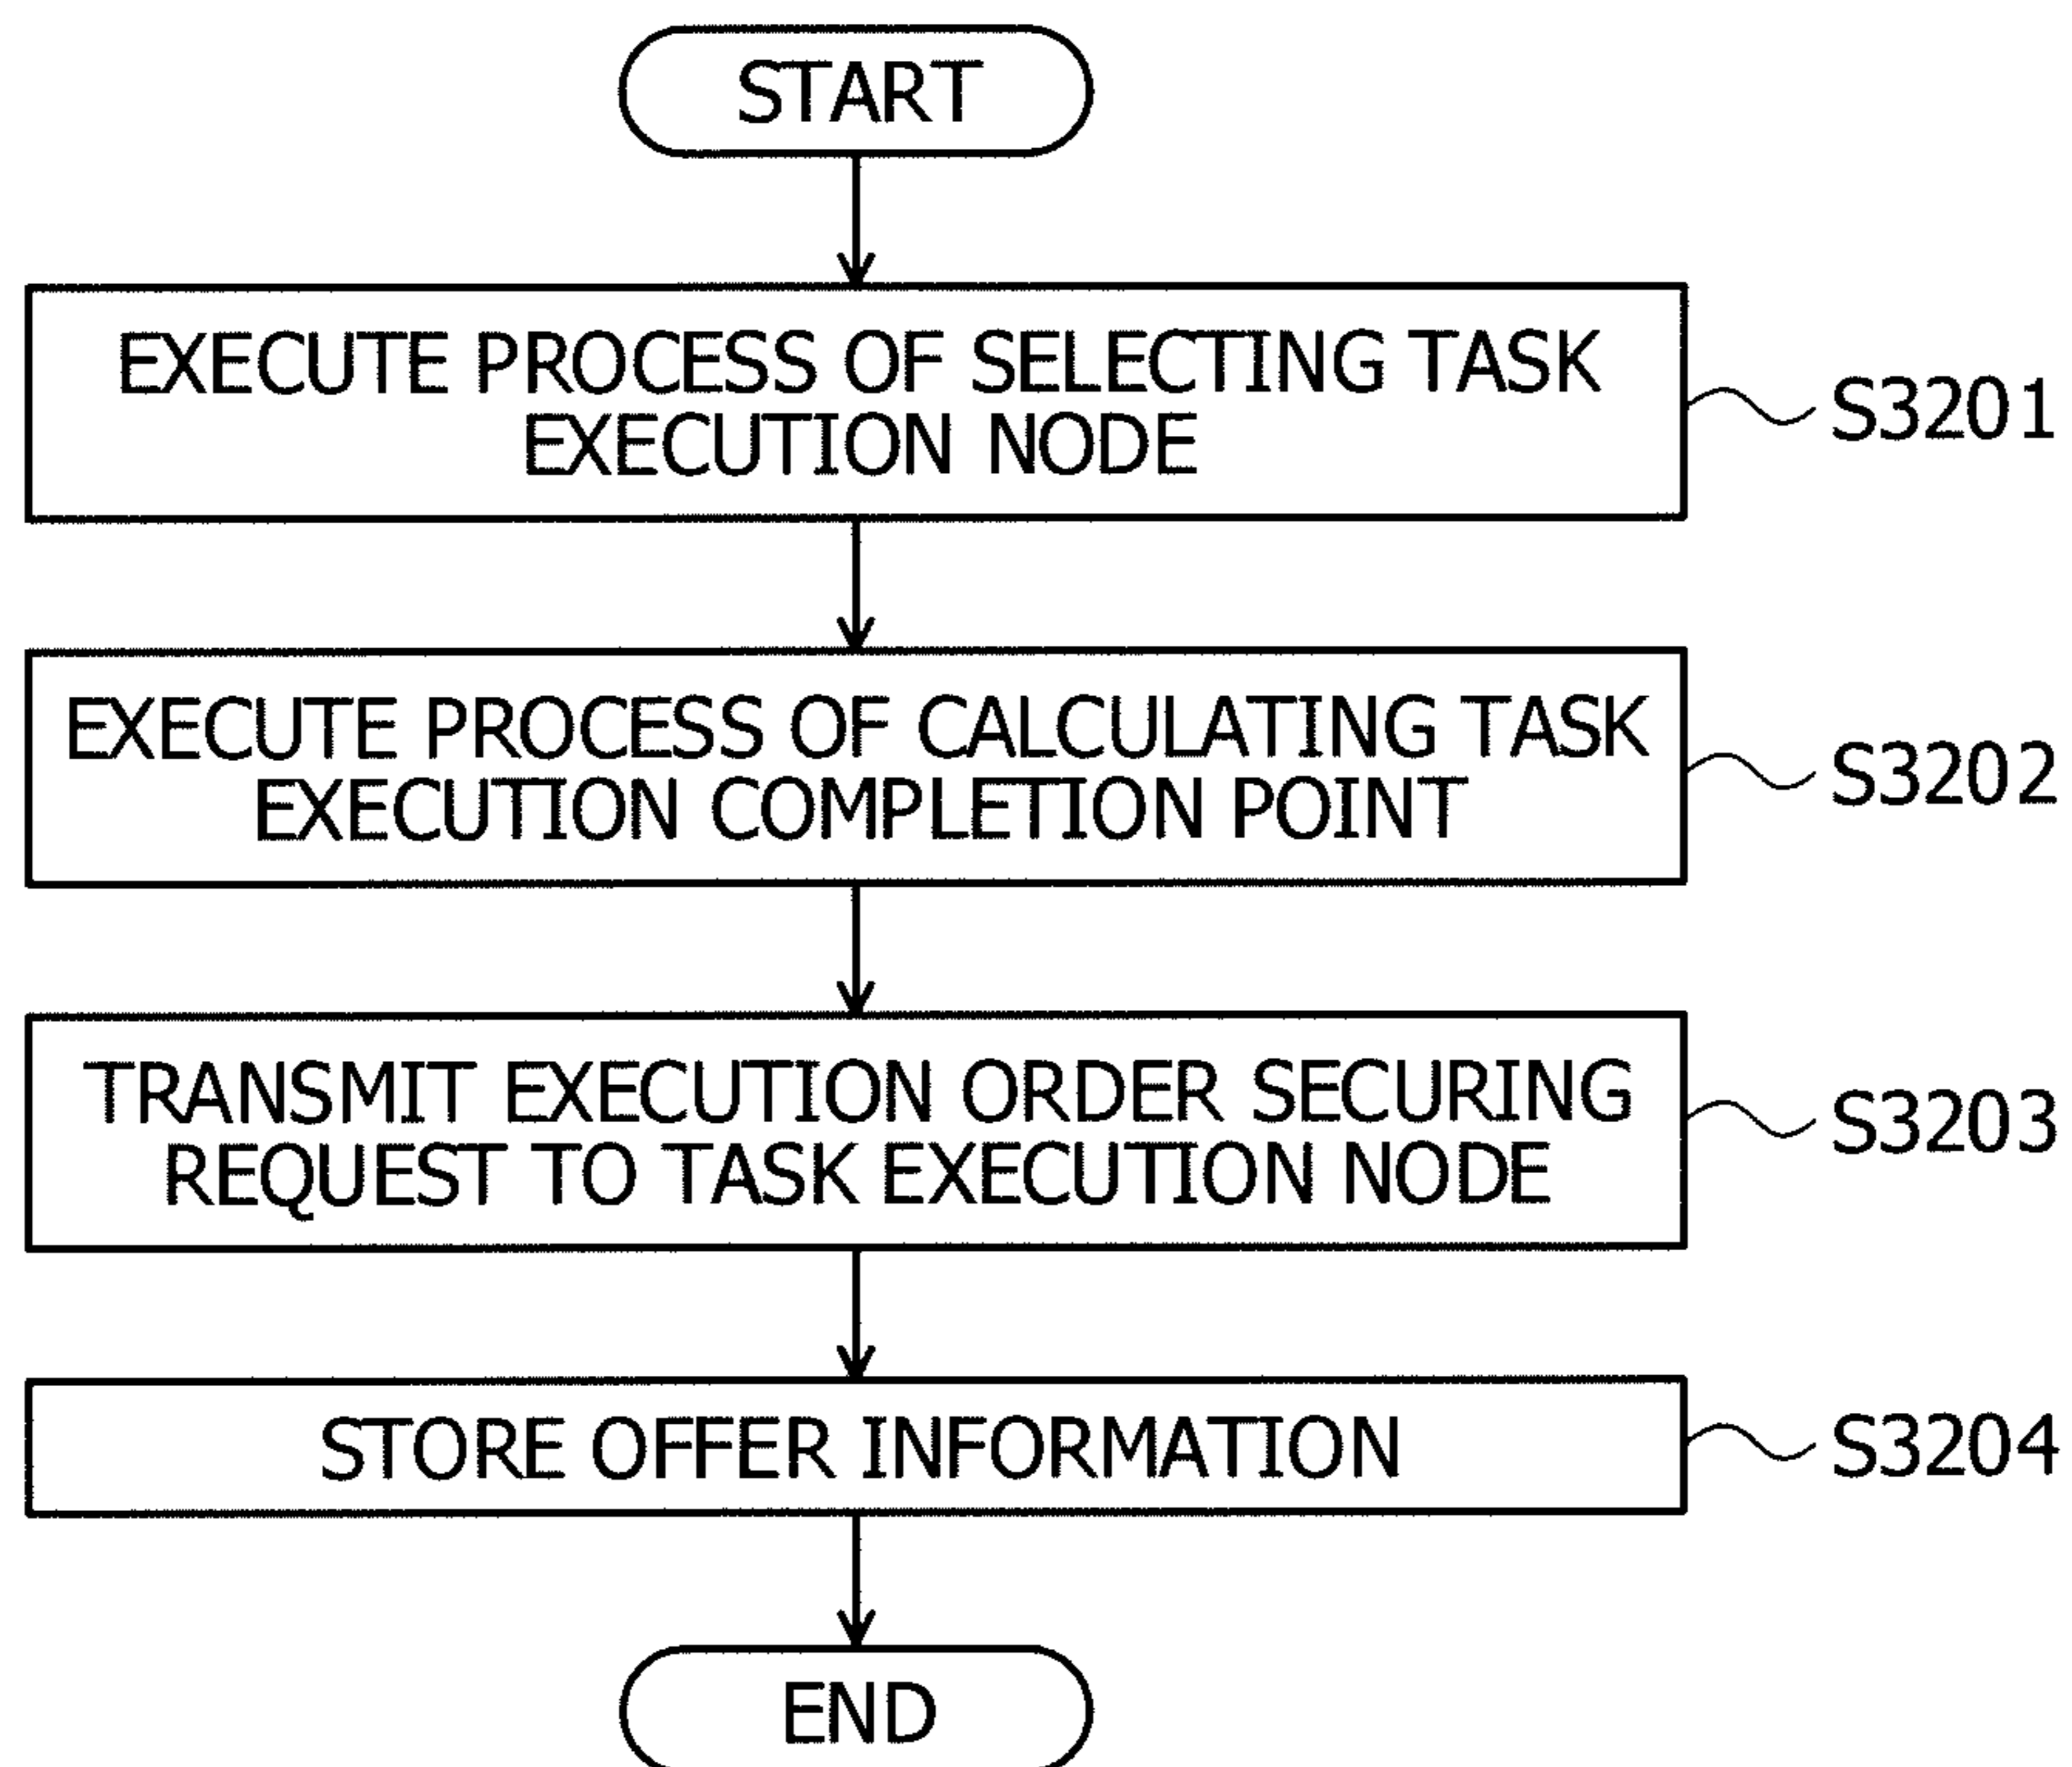 START
EXECUTE PROCESS OF SELECTING TASK
EXECUTION NODE
S3201
EXECUTE PROCESS OF CALCULATING TASK
EXECUTION COMPLETION POINT
S3202
TRANSMIT EXECUTION ORDER SECURING
REQUEST TO TASK EXECUTION NODE
S3203
STORE OFFER INFORMATION
S3204
END